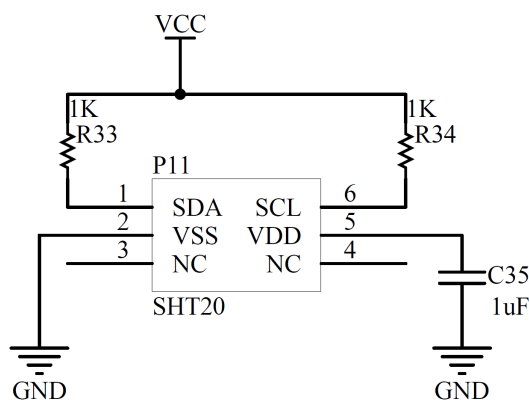 VCC
1K
R33
1K
R34
P11
1 SDA SCL 6
2 VSS VDD 5
3 NC NC 4
SHT20
C35
1uF
GND
GND